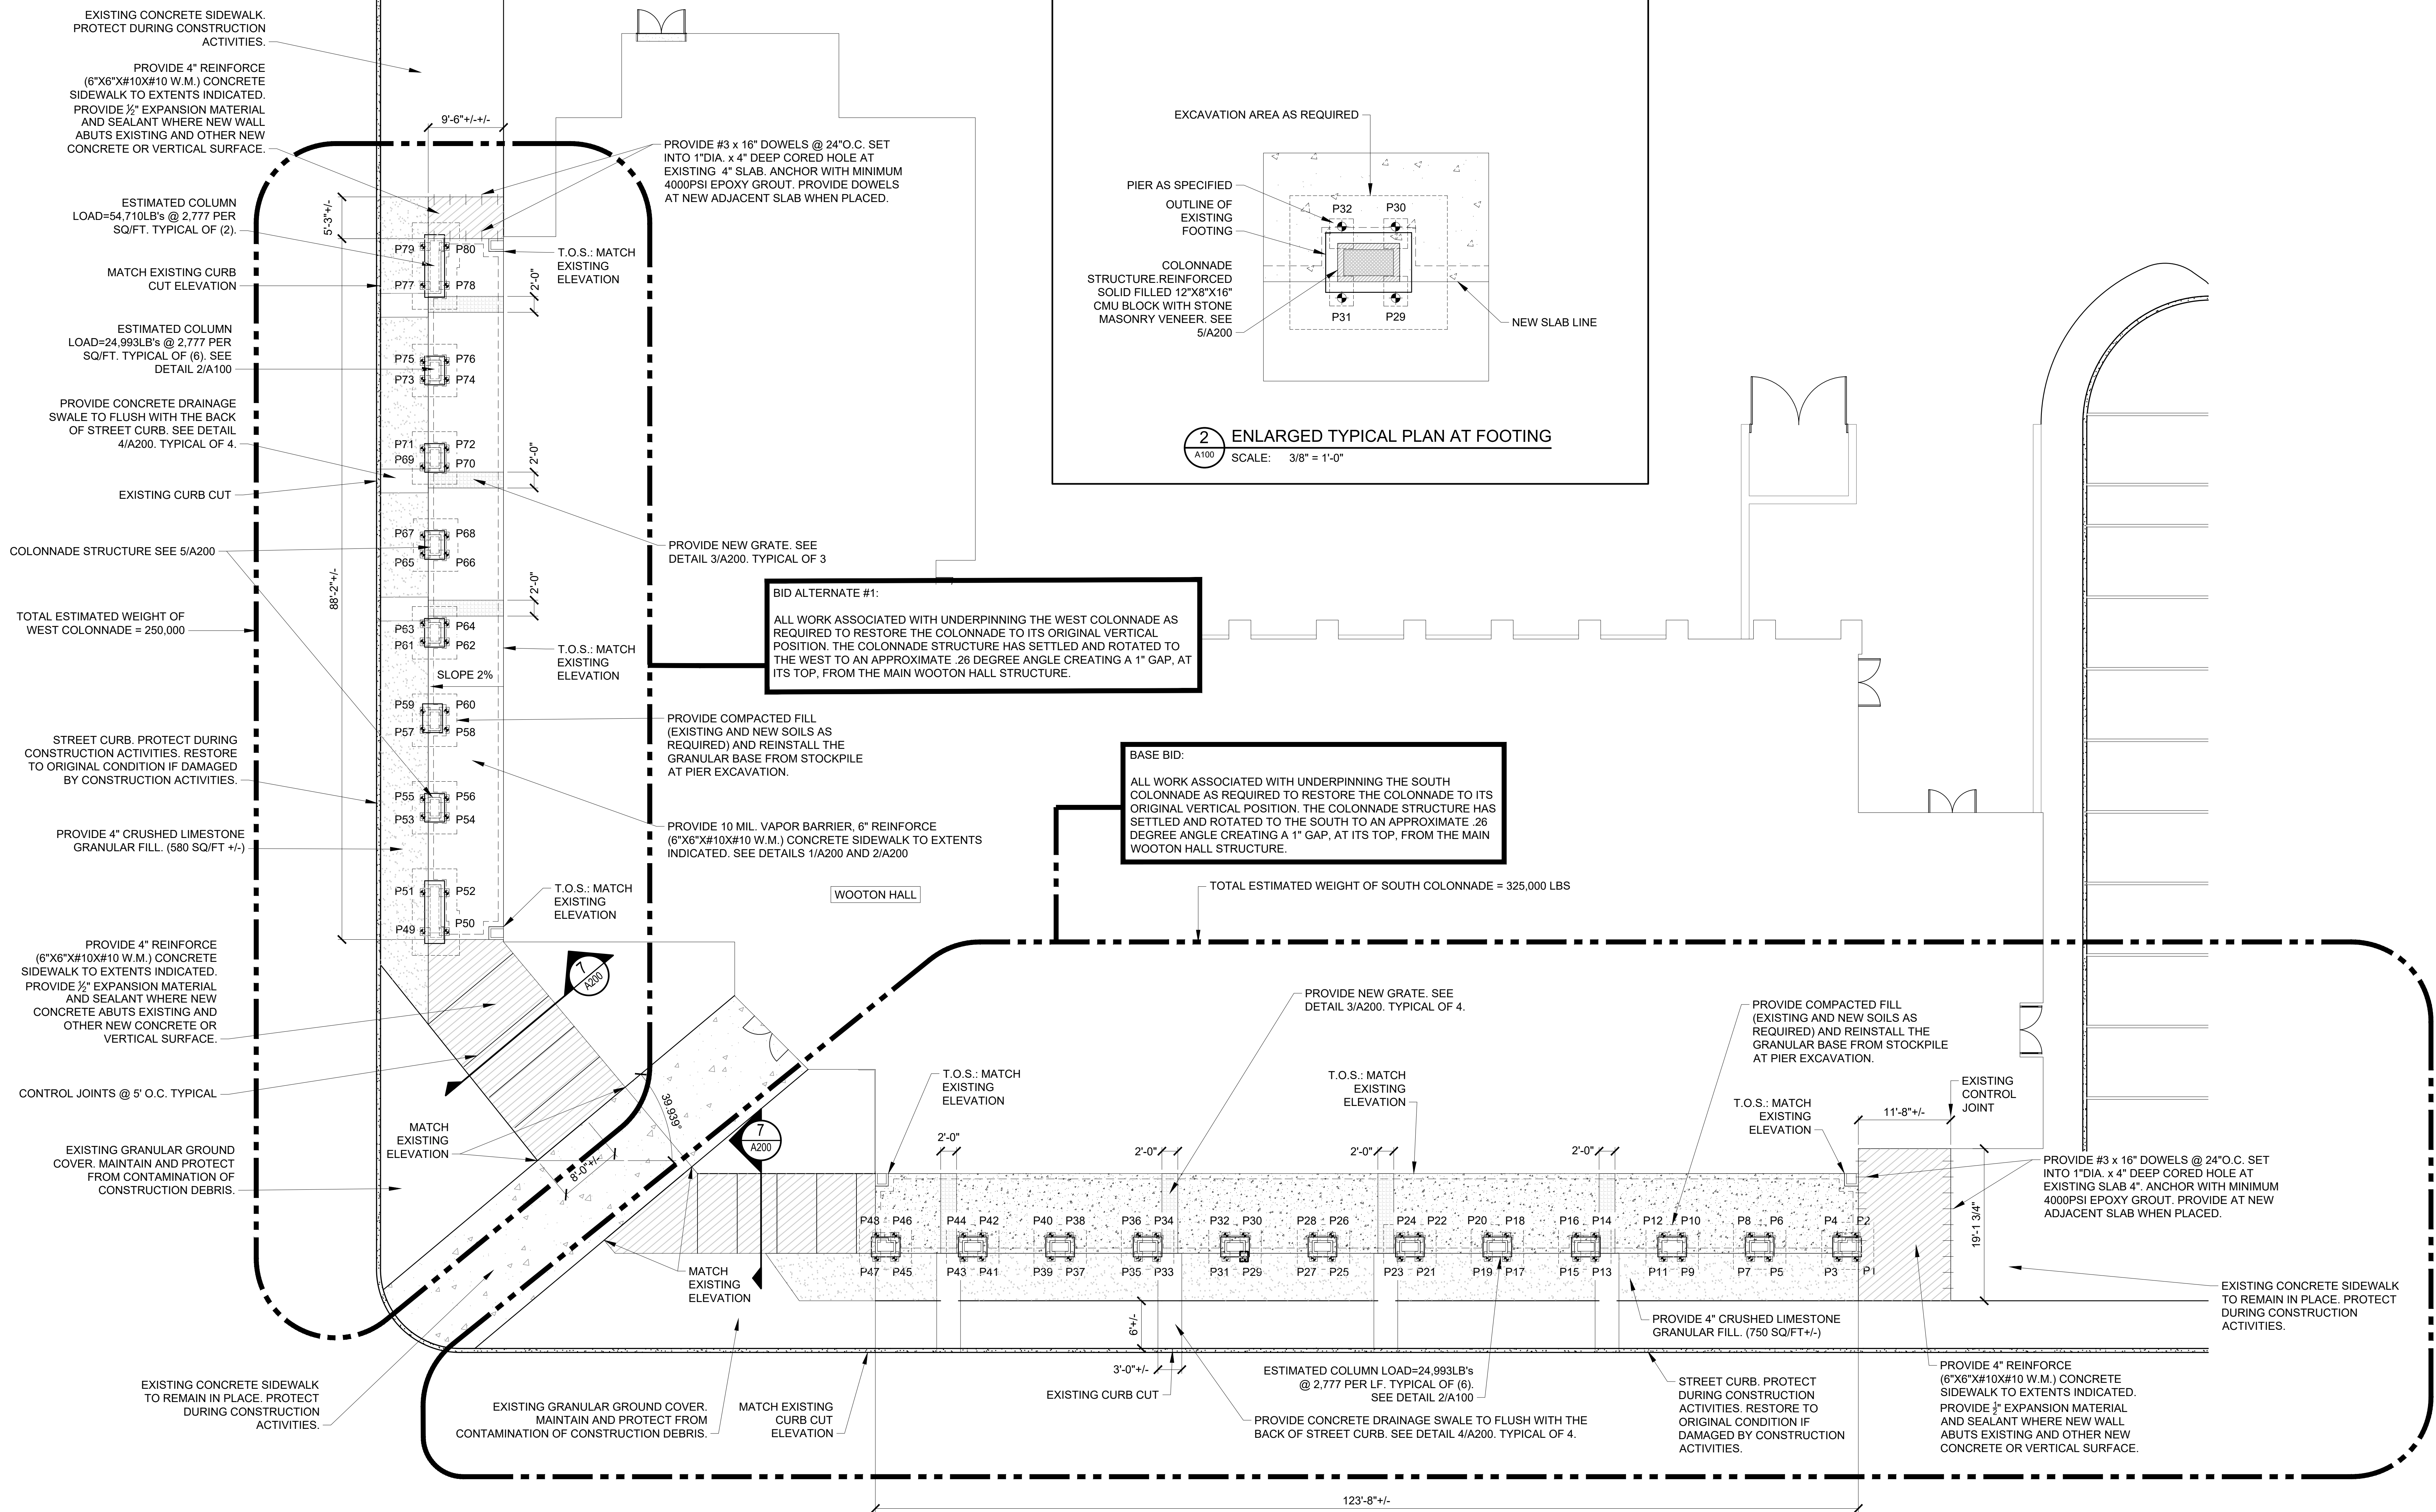 EXISTING CONCRETE SIDEWALK.
PROTECT DURING CONSTRUCTION
ACTIVITIES.
PROVIDE 4" REINFORCE
(6"X6"X#10X#10 W.M.) CONCRETE
SIDEWALK TO EXTENTS INDICATED.
PROVIDE ½" EXPANSION MATERIAL
AND SEALANT WHERE NEW WALL
ABUTS EXISTING AND OTHER NEW
CONCRETE OR VERTICAL SURFACE.
ESTIMATED COLUMN
LOAD=54,710LB's @ 2,777 PER
SQ/FT. TYPICAL OF (2).
MATCH EXISTING CURB
CUT ELEVATION
ESTIMATED COLUMN
LOAD=24,993LB's @ 2,777 PER
SQ/FT. TYPICAL OF (6). SEE
DETAIL 2/A100
PROVIDE CONCRETE DRAINAGE
SWALE TO FLUSH WITH THE BACK
OF STREET CURB. SEE DETAIL
4/A200. TYPICAL OF 4.
EXISTING CURB CUT
COLONNADE STRUCTURE SEE 5/A200
TOTAL ESTIMATED WEIGHT OF
WEST COLONNADE = 250,000
STREET CURB. PROTECT DURING
CONSTRUCTION ACTIVITIES. RESTORE
TO ORIGINAL CONDITION IF DAMAGED
BY CONSTRUCTION ACTIVITIES.
PROVIDE 4" CRUSHED LIMESTONE
GRANULAR FILL. (580 SQ/FT +/-)
PROVIDE 4" REINFORCE
(6"X6"X#10X#10 W.M.) CONCRETE
SIDEWALK TO EXTENTS INDICATED.
PROVIDE ½" EXPANSION MATERIAL
AND SEALANT WHERE NEW
CONCRETE ABUTS EXISTING AND
OTHER NEW CONCRETE OR
VERTICAL SURFACE.
CONTROL JOINTS @ 5' O.C. TYPICAL
EXISTING GRANULAR GROUND
COVER. MAINTAIN AND PROTECT
FROM CONTAMINATION OF
CONSTRUCTION DEBRIS.
EXISTING CONCRETE SIDEWALK
TO REMAIN IN PLACE. PROTECT
DURING CONSTRUCTION
ACTIVITIES.
9'-6"+/-+/-
5'-3"+/-
88'-2"+/-
P79 P80
P77 P78
P75 P76
P73 P74
P71 P72
P69 P70
P67 P68
P65 P66
P63 P64
P61 P62
SLOPE 2%
P59 P60
P57 P58
P55 P56
P53 P54
P51 P52
P49 P50
2'-0"
2'-0"
2'-0"
PROVIDE #3 x 16" DOWELS @ 24"O.C. SET
INTO 1"DIA. x 4" DEEP CORED HOLE AT
EXISTING 4" SLAB. ANCHOR WITH MINIMUM
4000PSI EPOXY GROUT. PROVIDE DOWELS
AT NEW ADJACENT SLAB WHEN PLACED.
T.O.S.: MATCH
EXISTING
ELEVATION
PROVIDE NEW GRATE. SEE
DETAIL 3/A200. TYPICAL OF 3
T.O.S.: MATCH
EXISTING
ELEVATION
PROVIDE COMPACTED FILL
(EXISTING AND NEW SOILS AS
REQUIRED) AND REINSTALL THE
GRANULAR BASE FROM STOCKPILE
AT PIER EXCAVATION.
PROVIDE 10 MIL. VAPOR BARRIER, 6" REINFORCE
(6"X6"X#10X#10 W.M.) CONCRETE SIDEWALK TO EXTENTS
INDICATED. SEE DETAILS 1/A200 AND 2/A200
T.O.S.: MATCH
EXISTING
ELEVATION
WOOTON HALL
7
A200
MATCH
EXISTING
ELEVATION
39.939°
8'-0"+/-
7
A200
MATCH
EXISTING
ELEVATION
BID ALTERNATE #1:
ALL WORK ASSOCIATED WITH UNDERPINNING THE WEST COLONNADE AS
REQUIRED TO RESTORE THE COLONNADE TO ITS ORIGINAL VERTICAL
POSITION. THE COLONNADE STRUCTURE HAS SETTLED AND ROTATED TO
THE WEST TO AN APPROXIMATE .26 DEGREE ANGLE CREATING A 1" GAP, AT
ITS TOP, FROM THE MAIN WOOTON HALL STRUCTURE.
BASE BID:
ALL WORK ASSOCIATED WITH UNDERPINNING THE SOUTH
COLONNADE AS REQUIRED TO RESTORE THE COLONNADE TO ITS
ORIGINAL VERTICAL POSITION. THE COLONNADE STRUCTURE HAS
SETTLED AND ROTATED TO THE SOUTH TO AN APPROXIMATE .26
DEGREE ANGLE CREATING A 1" GAP, AT ITS TOP, FROM THE MAIN
WOOTON HALL STRUCTURE.
TOTAL ESTIMATED WEIGHT OF SOUTH COLONNADE = 325,000 LBS
EXCAVATION AREA AS REQUIRED
PIER AS SPECIFIED
OUTLINE OF
EXISTING
FOOTING
COLONNADE
STRUCTURE.REINFORCED
SOLID FILLED 12"X8"X16"
CMU BLOCK WITH STONE
MASONRY VENEER. SEE
5/A200
P32 P30
P31 P29
NEW SLAB LINE
2
A100
ENLARGED TYPICAL PLAN AT FOOTING
SCALE: 3/8" = 1'-0"
PROVIDE NEW GRATE. SEE
DETAIL 3/A200. TYPICAL OF 4.
PROVIDE COMPACTED FILL
(EXISTING AND NEW SOILS AS
REQUIRED) AND REINSTALL THE
GRANULAR BASE FROM STOCKPILE
AT PIER EXCAVATION.
T.O.S.: MATCH
EXISTING
ELEVATION
T.O.S.: MATCH
EXISTING
ELEVATION
T.O.S.: MATCH
EXISTING
ELEVATION
EXISTING
CONTROL
JOINT
11'-8"+/-
2'-0" 2'-0" 2'-0" 2'-0"
PROVIDE #3 x 16" DOWELS @ 24"O.C. SET
INTO 1"DIA. x 4" DEEP CORED HOLE AT
EXISTING SLAB 4". ANCHOR WITH MINIMUM
4000PSI EPOXY GROUT. PROVIDE AT NEW
ADJACENT SLAB WHEN PLACED.
19'-1 3/4"
P48 P46 P44 P42 P40 P38 P36 P34 P32 P30 P28 P26 P24 P22 P20 P18 P16 P14 P12 P10 P8 P6 P4 P2
P47 P45 P43 P41 P39 P37 P35 P33 P31 P29 P27 P25 P23 P21 P19 P17 P15 P13 P11 P9 P7 P5 P3 P1
EXISTING CONCRETE SIDEWALK
TO REMAIN IN PLACE. PROTECT
DURING CONSTRUCTION
ACTIVITIES.
PROVIDE 4" CRUSHED LIMESTONE
GRANULAR FILL. (750 SQ/FT+/-)
6'+/-
3'-0"+/-
EXISTING CURB CUT
EXISTING GRANULAR GROUND COVER.
MAINTAIN AND PROTECT FROM
CONTAMINATION OF CONSTRUCTION DEBRIS.
MATCH EXISTING
CURB CUT
ELEVATION
ESTIMATED COLUMN LOAD=24,993LB's
@ 2,777 PER LF. TYPICAL OF (6).
SEE DETAIL 2/A100
PROVIDE CONCRETE DRAINAGE SWALE TO FLUSH WITH THE
BACK OF STREET CURB. SEE DETAIL 4/A200. TYPICAL OF 4.
STREET CURB. PROTECT
DURING CONSTRUCTION
ACTIVITIES. RESTORE TO
ORIGINAL CONDITION IF
DAMAGED BY CONSTRUCTION
ACTIVITIES.
PROVIDE 4" REINFORCE
(6"X6"X#10X#10 W.M.) CONCRETE
SIDEWALK TO EXTENTS INDICATED.
PROVIDE ½" EXPANSION MATERIAL
AND SEALANT WHERE NEW WALL
ABUTS EXISTING AND OTHER NEW
CONCRETE OR VERTICAL SURFACE.
123'-8"+/-